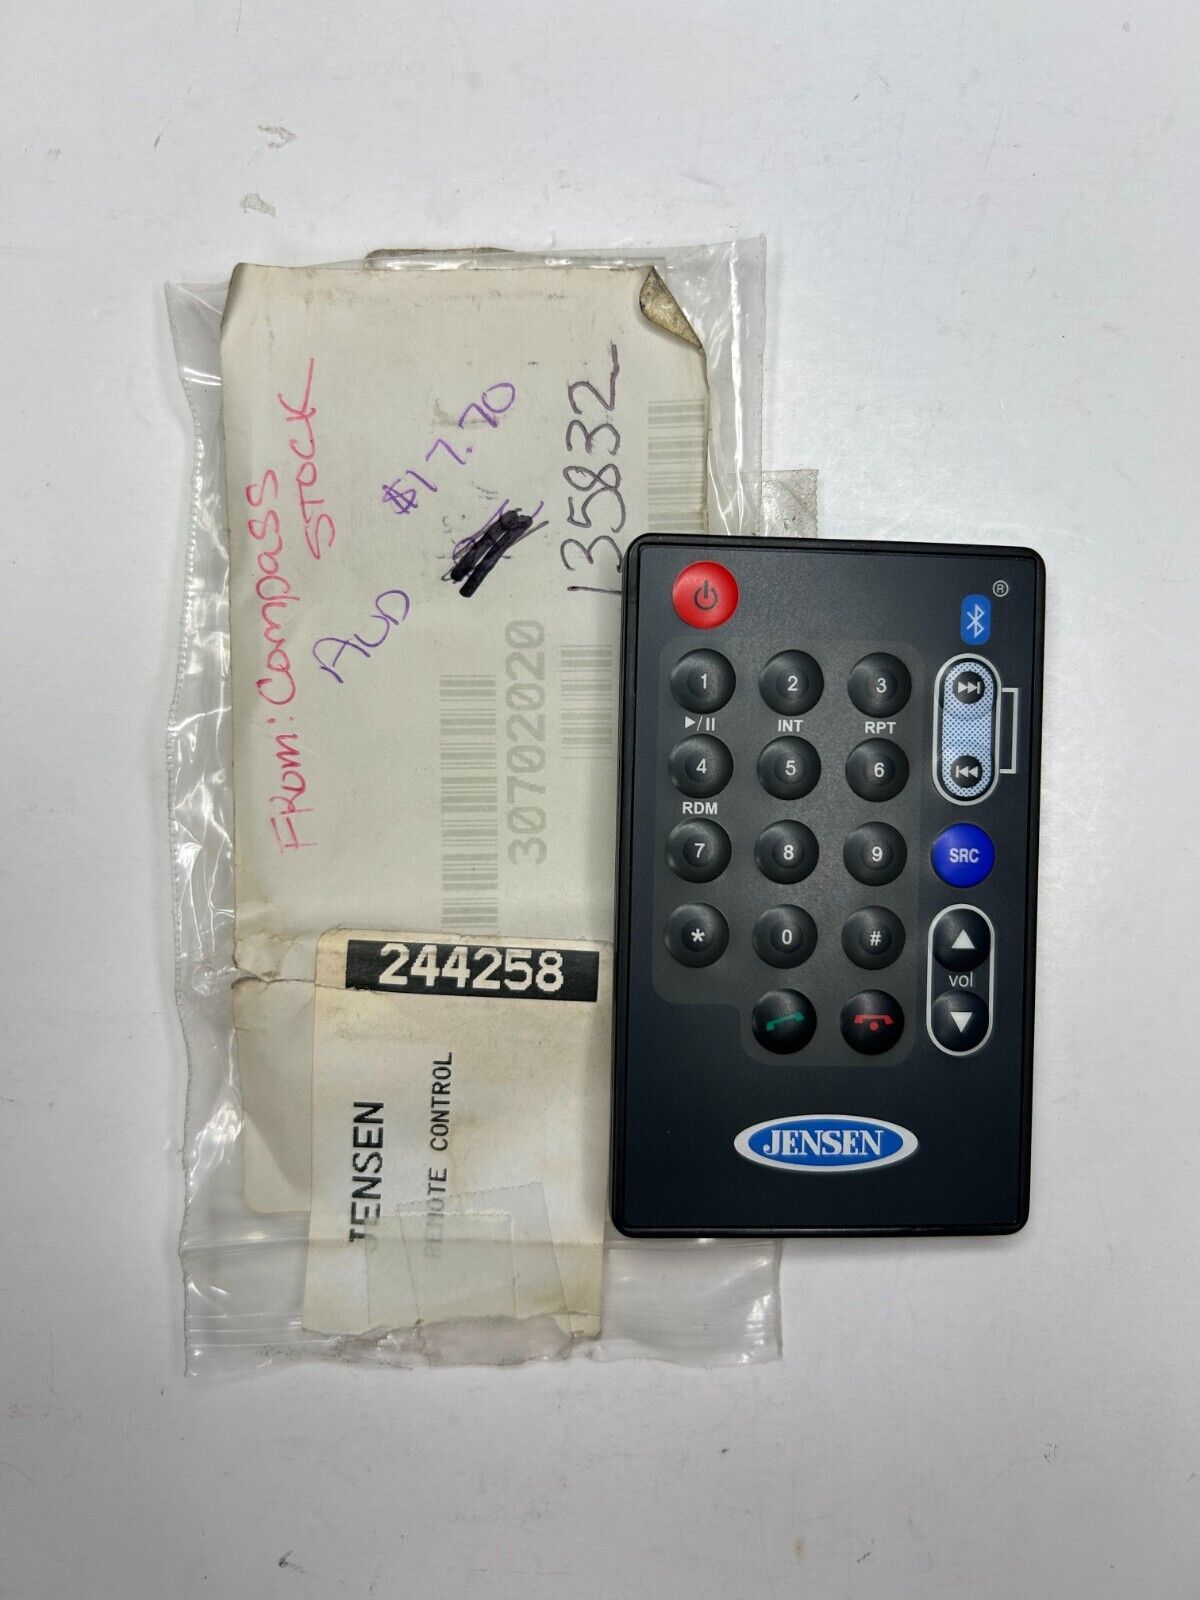 From: Compass
STOCK
AUD $17.70
135832
30702020
244258
JENSEN
REMOTE CONTROL
®
1 2 3
▶/II INT RPT
4 5 6
RDM
7 8 9
SRC
* 0 #
vol
JENSEN